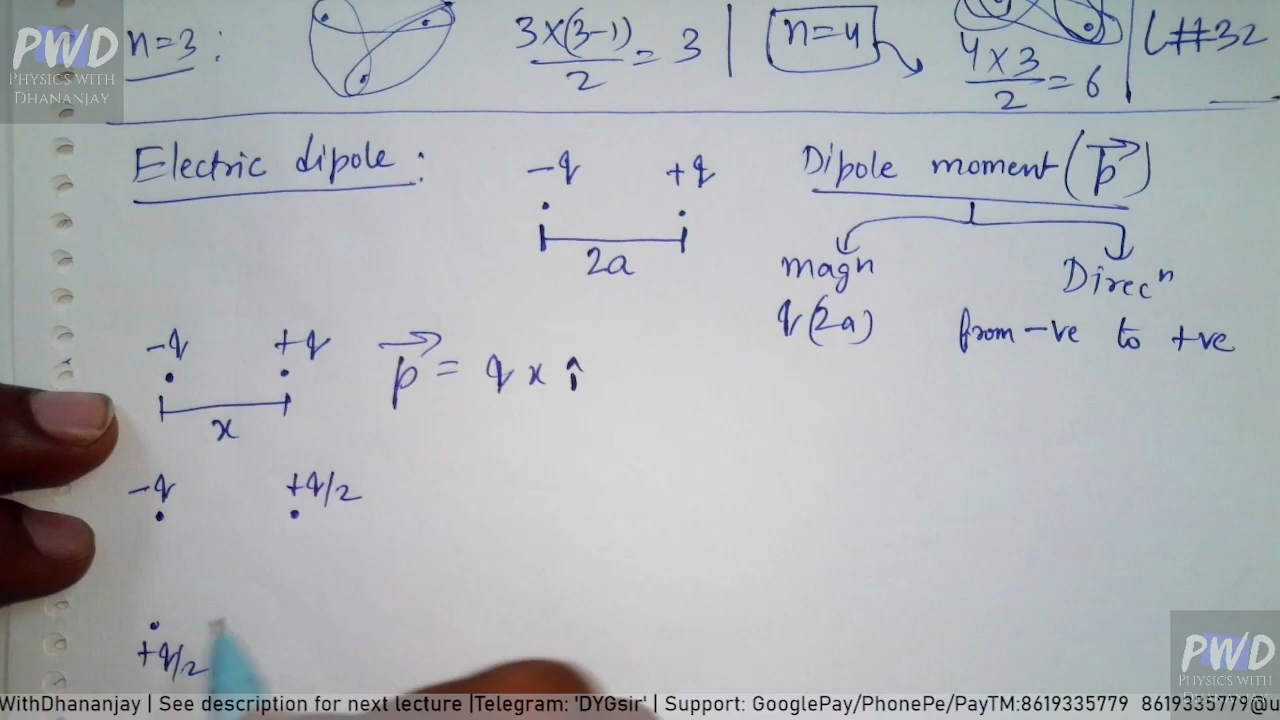 PWD
PHYSICS WITH
DHANANJAY
n=3 :
3×(3-1)/2 = 3
n=4
4×3/2 = 6
L##32
Electric dipole :
-q +q
2a
Dipole moment (p⃗)
magn Direcⁿ
q(2a) from -ve to +ve
-q +q
x
p⃗ = q x î
-q +q/2
+q/2
PWD
PHYSICS WITH
DHANANJAY
WithDhananjay | See description for next lecture |Telegram: 'DYGsir' | Support: GooglePay/PhonePe/PayTM:8619335779 8619335779@u